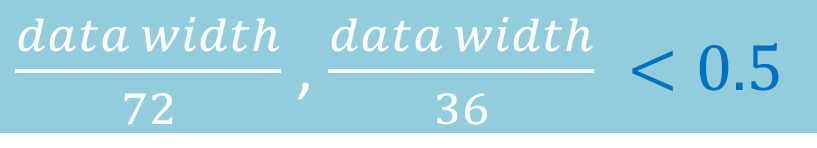 data width / 72 , data width / 36 < 0.5